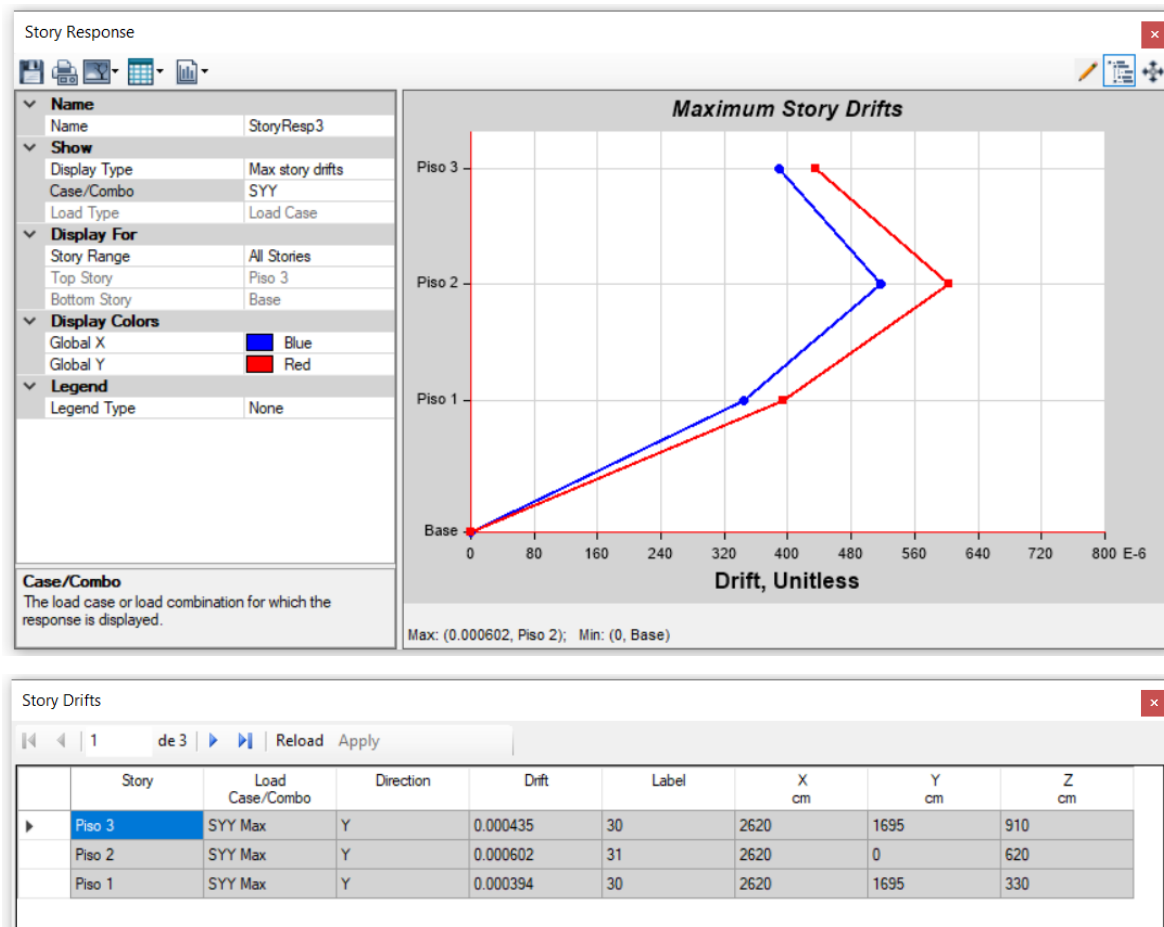 Story Response
Name
Name StoryResp3
Show
Display Type Max story drifts
Case/Combo SYY
Load Type Load Case
Display For
Story Range All Stories
Top Story Piso 3
Bottom Story Base
Display Colors
Global X Blue
Global Y Red
Legend
Legend Type None
Case/Combo
The load case or load combination for which the
response is displayed.
Maximum Story Drifts
Piso 3
Piso 2
Piso 1
Base
0 80 160 240 320 400 480 560 640 720 800 E-6
Drift, Unitless
Max: (0.000602, Piso 2); Min: (0, Base)
Story Drifts
1 de 3 Reload Apply
Story Load Case/Combo Direction Drift Label X cm Y cm Z cm
Piso 3 SYY Max Y 0.000435 30 2620 1695 910
Piso 2 SYY Max Y 0.000602 31 2620 0 620
Piso 1 SYY Max Y 0.000394 30 2620 1695 330